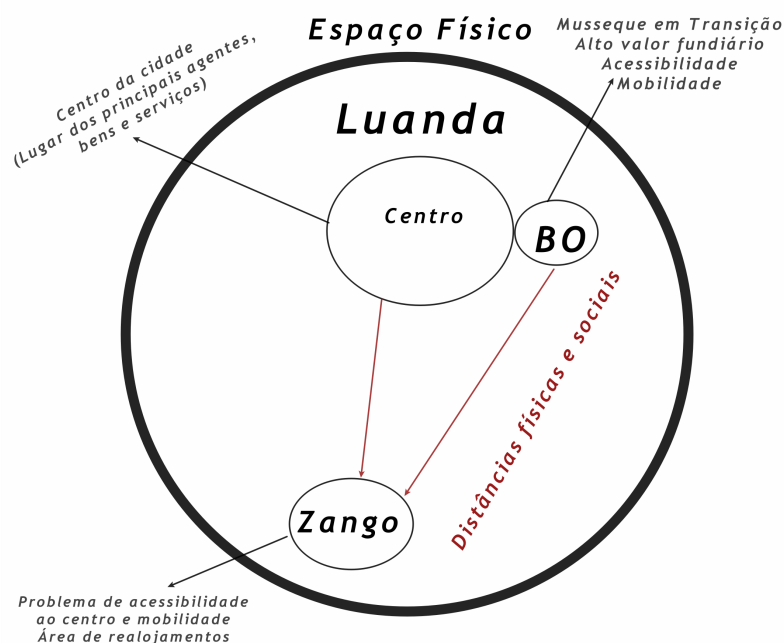 Espaço Físico
Musseque em Transição
Alto valor fundiário
Acessibilidade
Mobilidade
Centro da cidade
(Lugar dos principais agentes,
bens e serviços)
Luanda
Centro
BO
Distâncias físicas e sociais
Zango
Problema de acessibilidade
ao centro e mobilidade
Área de realojamentos